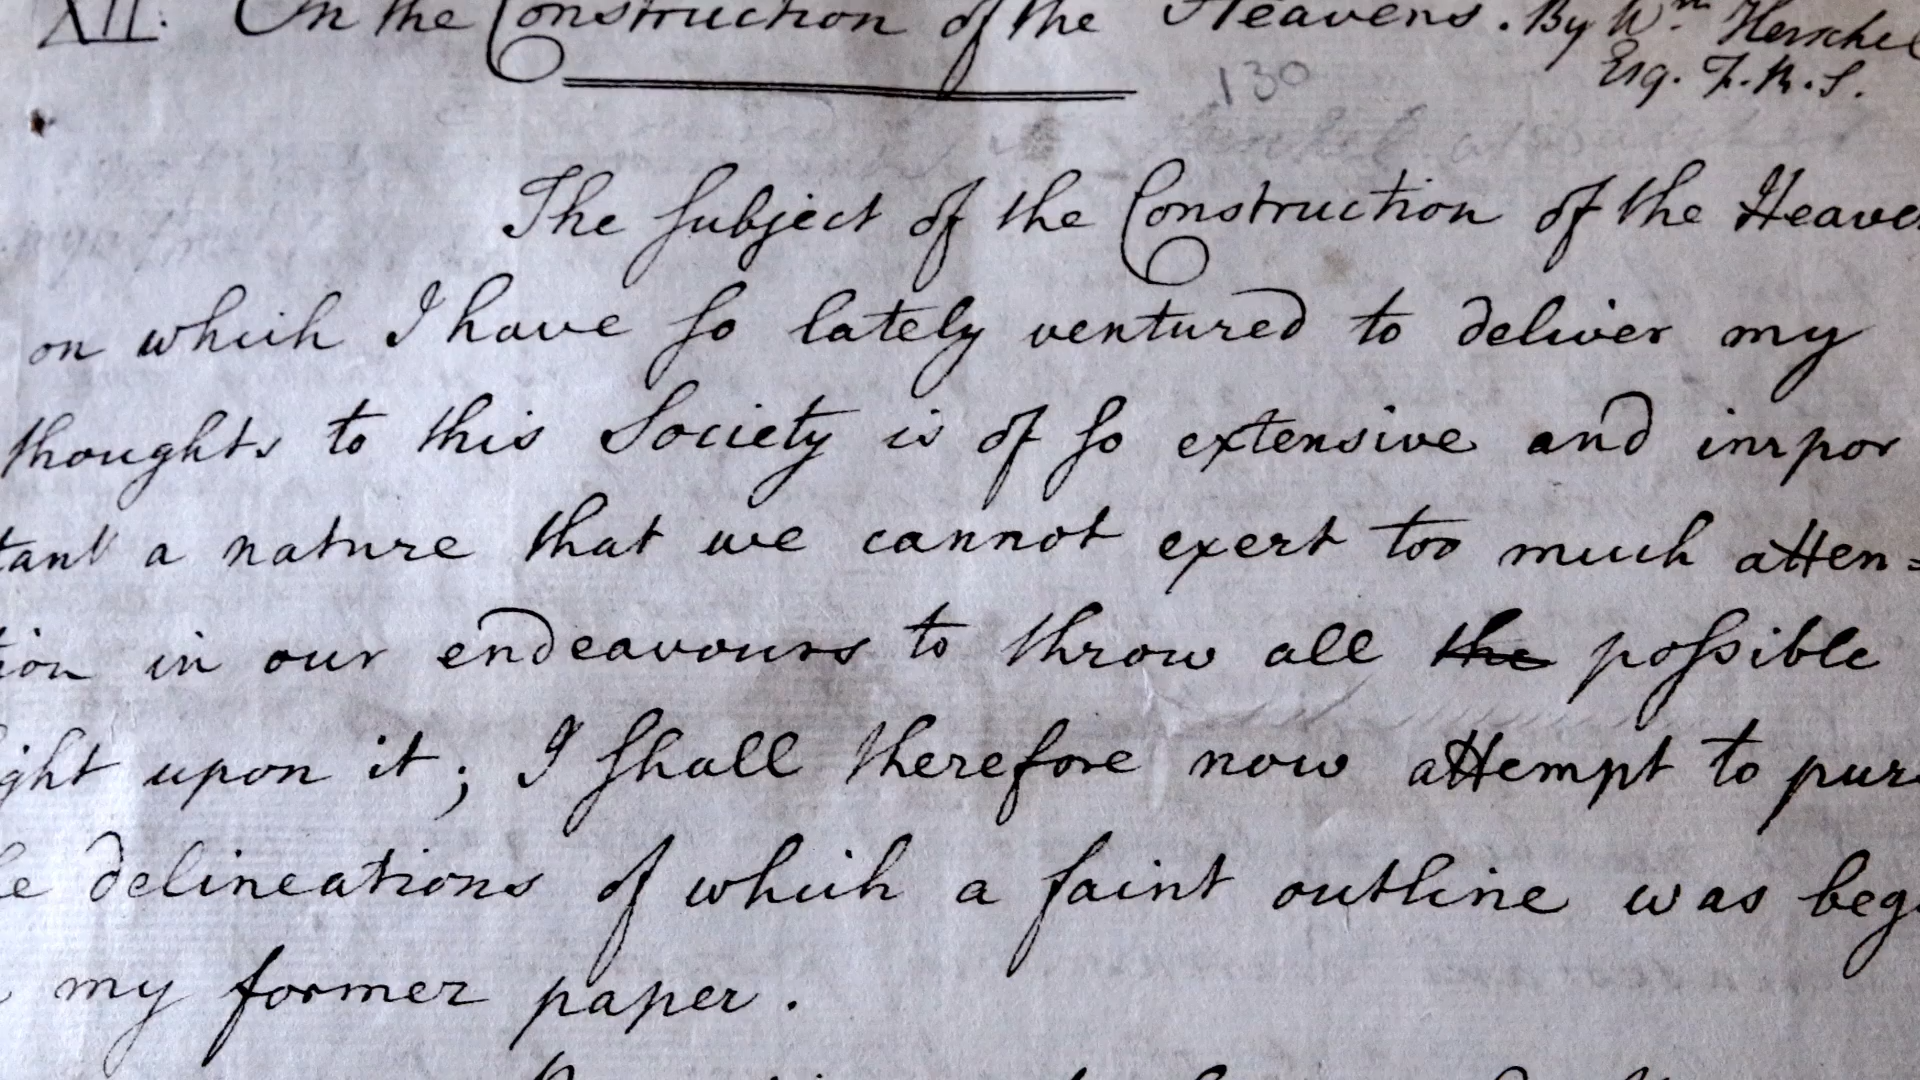 XII. On the Construction of the Heavens. By Wm. Herschel
Esq. F.R.S.
130
The Subject of the Construction of the Heaven
on which I have so lately ventured to deliver my
thoughts to this Society is of so extensive and impor
tant a nature that we cannot exert too much atten=
tion in our endeavours to throw all the possible
ight upon it; I shall therefore now attempt to pur
e delineations of which a faint outline was beg
my former paper.